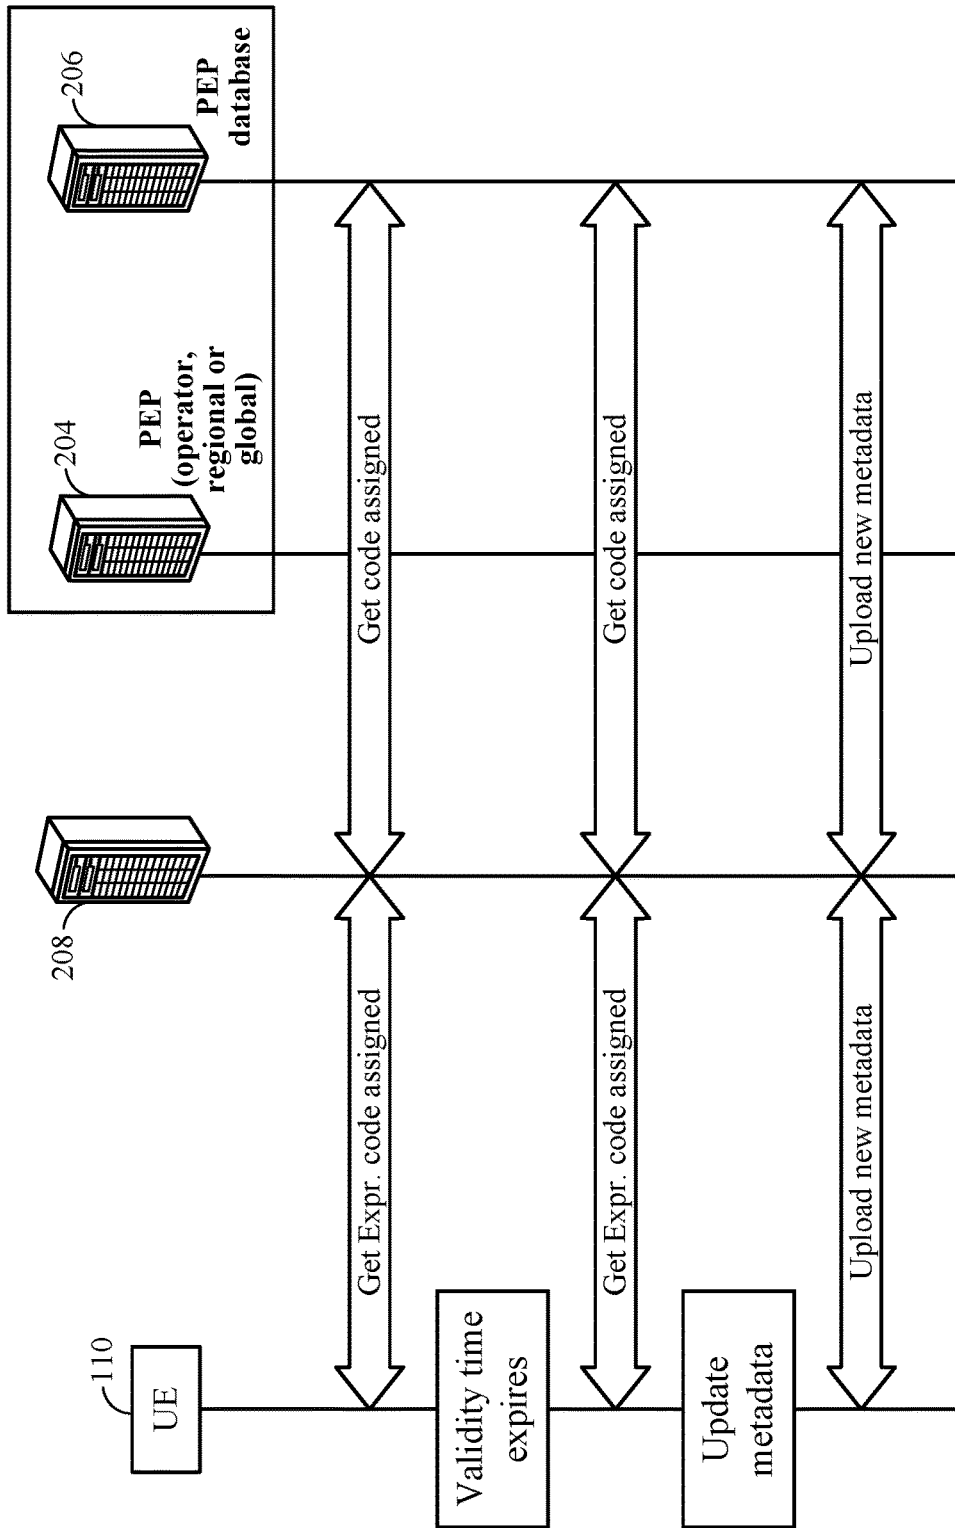 110
UE
208
204
PEP
(operator,
regional or
global)
206
PEP
database
Get Expr. code assigned
Get code assigned
Validity time
expires
Get Expr. code assigned
Get code assigned
Update
metadata
Upload new metadata
Upload new metadata